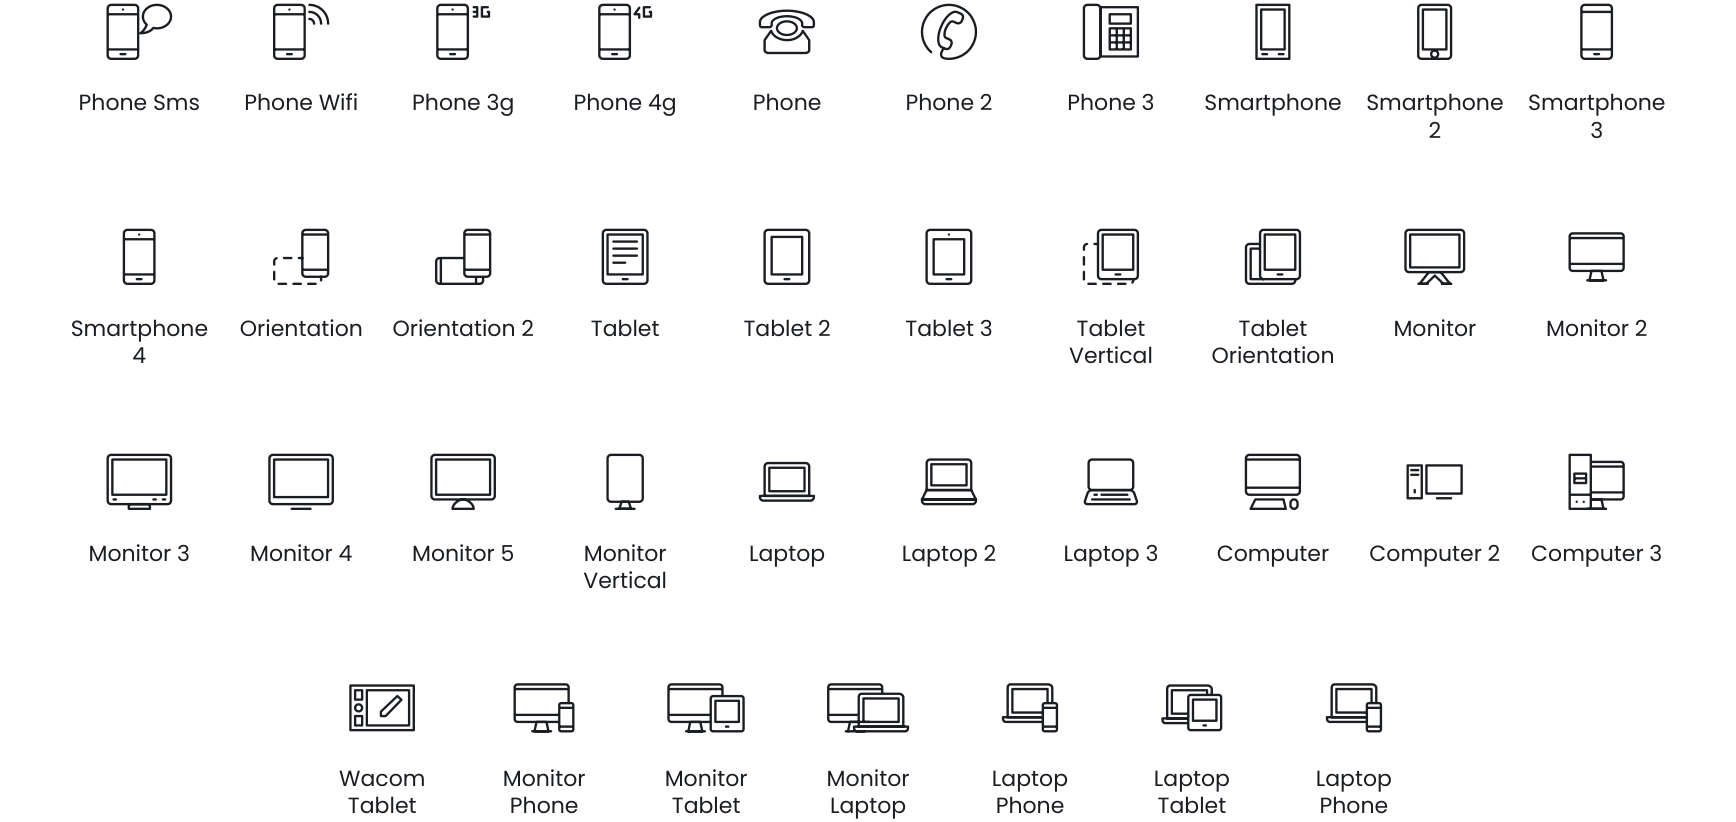 3G 4G
Phone Sms Phone Wifi Phone 3g Phone 4g Phone Phone 2 Phone 3 Smartphone Smartphone Smartphone
2 3
Smartphone Orientation Orientation 2 Tablet Tablet 2 Tablet 3 Tablet Tablet Monitor Monitor 2
4 Vertical Orientation
Monitor 3 Monitor 4 Monitor 5 Monitor Laptop Laptop 2 Laptop 3 Computer Computer 2 Computer 3
Vertical
Wacom Monitor Monitor Monitor Laptop Laptop Laptop
Tablet Phone Tablet Laptop Phone Tablet Phone